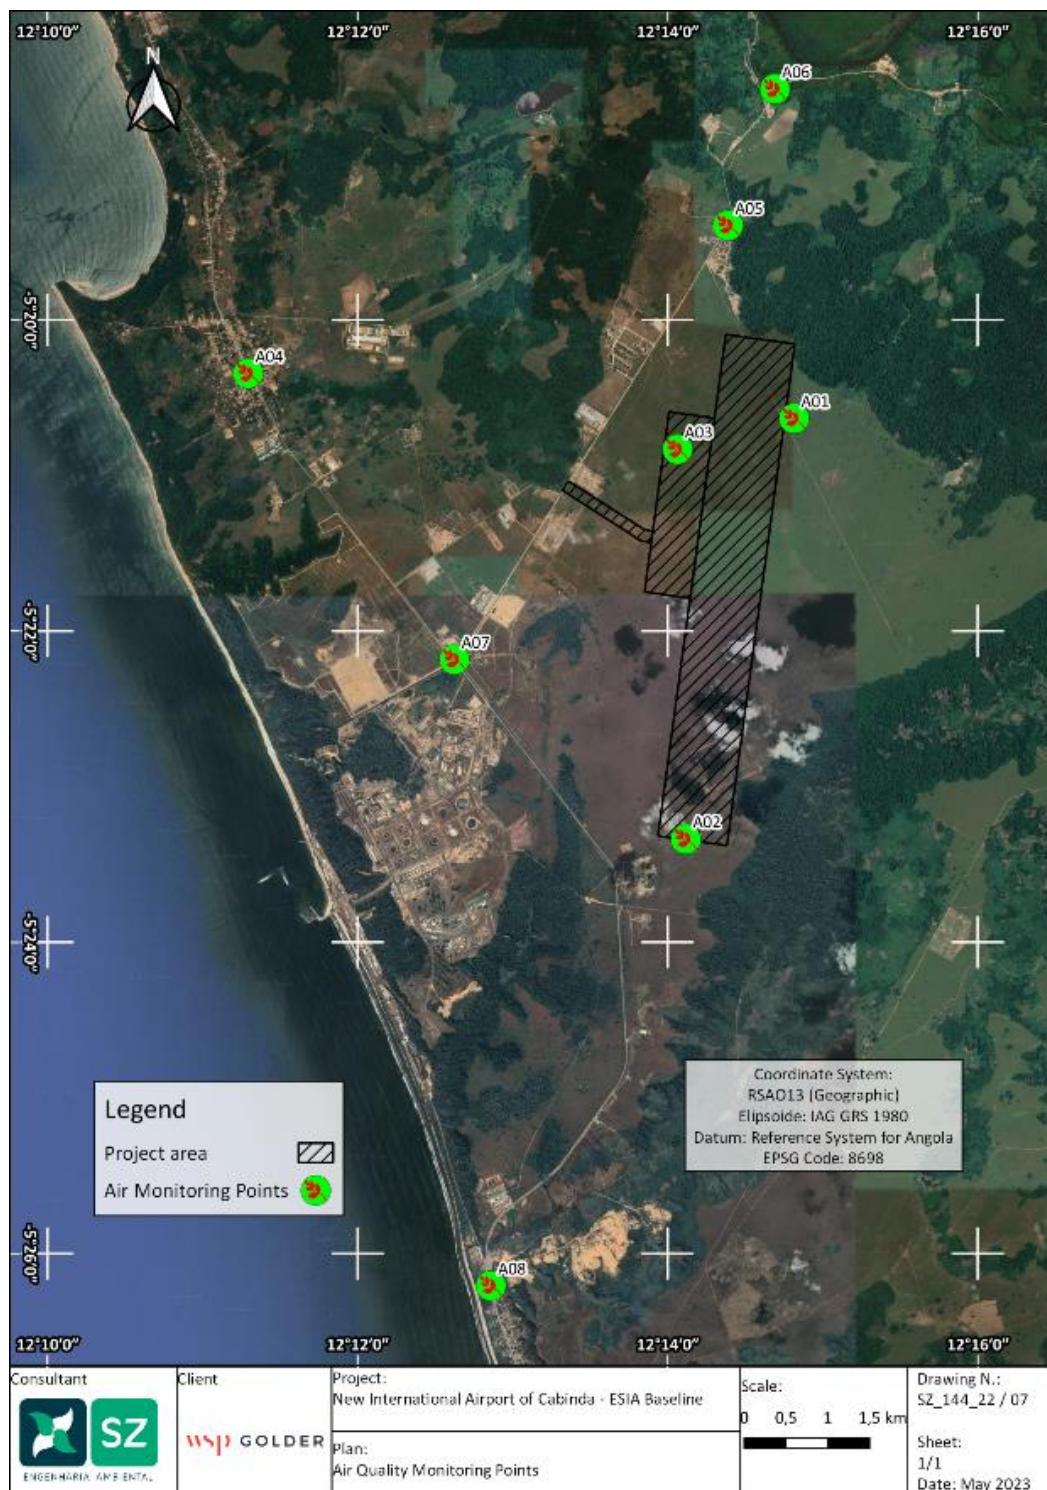 12°10'0" 12°12'0" 12°14'0" 12°16'0"
N
A06
A05
-5°20'0"
A04
A01
A03
-5°22'0"
A07
A02
-5°24'0"
Coordinate System:
RSAO13 (Geographic)
Elipsoide: IAG GRS 1980
Datum: Reference System for Angola
EPSG Code: 8698
Legend
Project area
Air Monitoring Points
-5°26'0"
A08
12°10'0" 12°12'0" 12°14'0" 12°16'0"
Consultant
SZ
ENGENHARIA AMBIENTAL
Client
wsp GOLDER
Project:
New International Airport of Cabinda - ESIA Baseline
Plan:
Air Quality Monitoring Points
Scale:
0 0,5 1 1,5 km
Drawing N.:
SZ_144_22 / 07
Sheet:
1/1
Date: May 2023